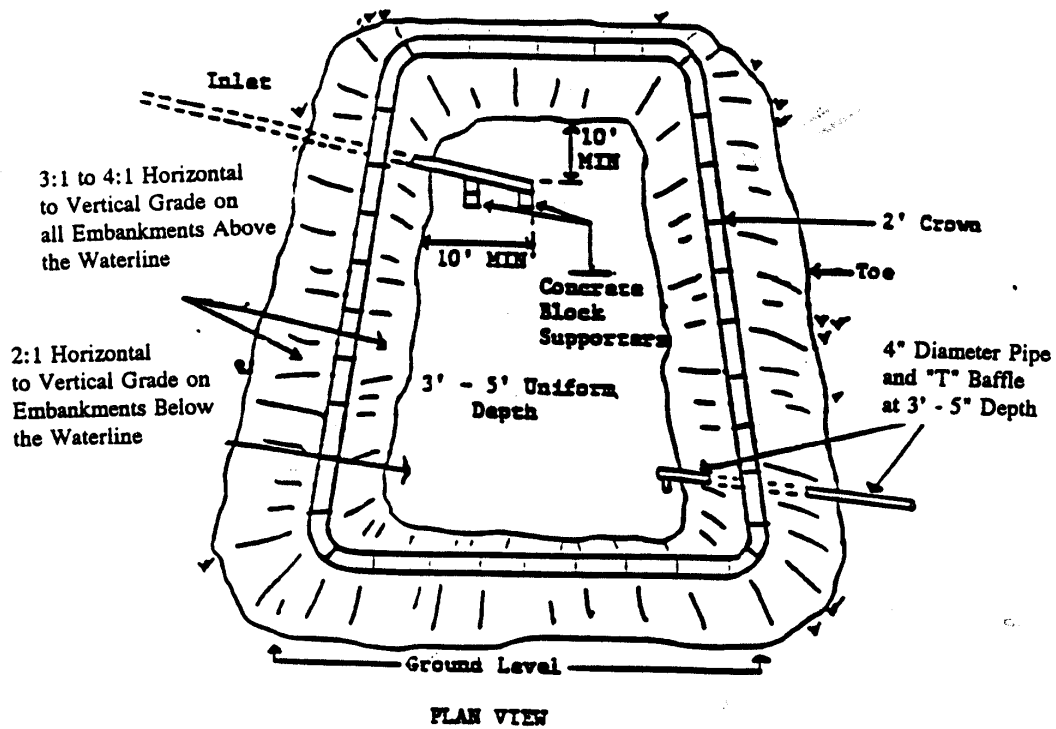 Inlet
10'
MIN
3:1 to 4:1 Horizontal
to Vertical Grade on
all Embankments Above
the Waterline
2' Crown
10' MIN
Toe
Concrete
Block
Supporters
2:1 Horizontal
to Vertical Grade on
Embankments Below
the Waterline
4" Diameter Pipe
and "T" Baffle
at 3' - 5" Depth
3' - 5' Uniform
Depth
Ground Level
PLAN VIEW